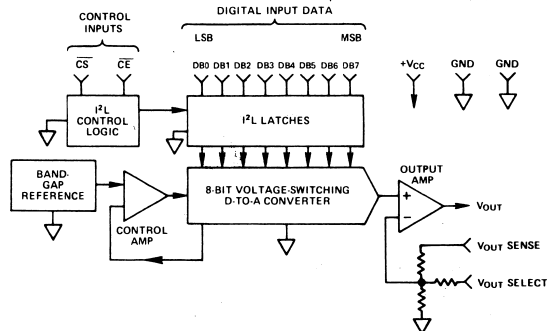 CONTROL
INPUTS
DIGITAL INPUT DATA
LSB
MSB
CS
CE
DB0 DB1 DB2 DB3 DB4 DB5 DB6 DB7
+VCC
GND
GND
I²L
CONTROL
LOGIC
I²L LATCHES
BAND-
GAP
REFERENCE
CONTROL
AMP
8-BIT VOLTAGE-SWITCHING
D-TO-A CONVERTER
OUTPUT
AMP
+
−
VOUT
VOUT SENSE
VOUT SELECT